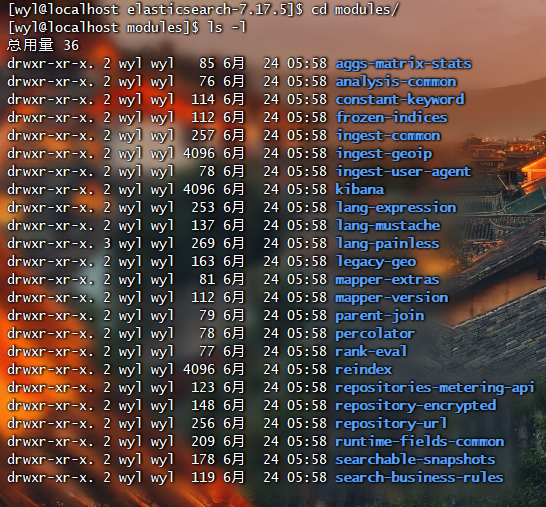 [wyl@localhost elasticsearch-7.17.5]$ cd modules/
[wyl@localhost modules]$ ls -l
总用量 36
drwxr-xr-x. 2 wyl wyl   85 6月  24 05:58 aggs-matrix-stats
drwxr-xr-x. 2 wyl wyl   76 6月  24 05:58 analysis-common
drwxr-xr-x. 2 wyl wyl  114 6月  24 05:58 constant-keyword
drwxr-xr-x. 2 wyl wyl  112 6月  24 05:58 frozen-indices
drwxr-xr-x. 2 wyl wyl  257 6月  24 05:58 ingest-common
drwxr-xr-x. 2 wyl wyl 4096 6月  24 05:58 ingest-geoip
drwxr-xr-x. 2 wyl wyl   78 6月  24 05:58 ingest-user-agent
drwxr-xr-x. 2 wyl wyl 4096 6月  24 05:58 kibana
drwxr-xr-x. 2 wyl wyl  253 6月  24 05:58 lang-expression
drwxr-xr-x. 2 wyl wyl  137 6月  24 05:58 lang-mustache
drwxr-xr-x. 3 wyl wyl  269 6月  24 05:58 lang-painless
drwxr-xr-x. 2 wyl wyl  163 6月  24 05:58 legacy-geo
drwxr-xr-x. 2 wyl wyl   81 6月  24 05:58 mapper-extras
drwxr-xr-x. 2 wyl wyl  112 6月  24 05:58 mapper-version
drwxr-xr-x. 2 wyl wyl   79 6月  24 05:58 parent-join
drwxr-xr-x. 2 wyl wyl   78 6月  24 05:58 percolator
drwxr-xr-x. 2 wyl wyl   77 6月  24 05:58 rank-eval
drwxr-xr-x. 2 wyl wyl 4096 6月  24 05:58 reindex
drwxr-xr-x. 2 wyl wyl  123 6月  24 05:58 repositories-metering-api
drwxr-xr-x. 2 wyl wyl  148 6月  24 05:58 repository-encrypted
drwxr-xr-x. 2 wyl wyl  256 6月  24 05:58 repository-url
drwxr-xr-x. 2 wyl wyl  209 6月  24 05:58 runtime-fields-common
drwxr-xr-x. 2 wyl wyl  178 6月  24 05:58 searchable-snapshots
drwxr-xr-x. 2 wyl wyl  119 6月  24 05:58 search-business-rules